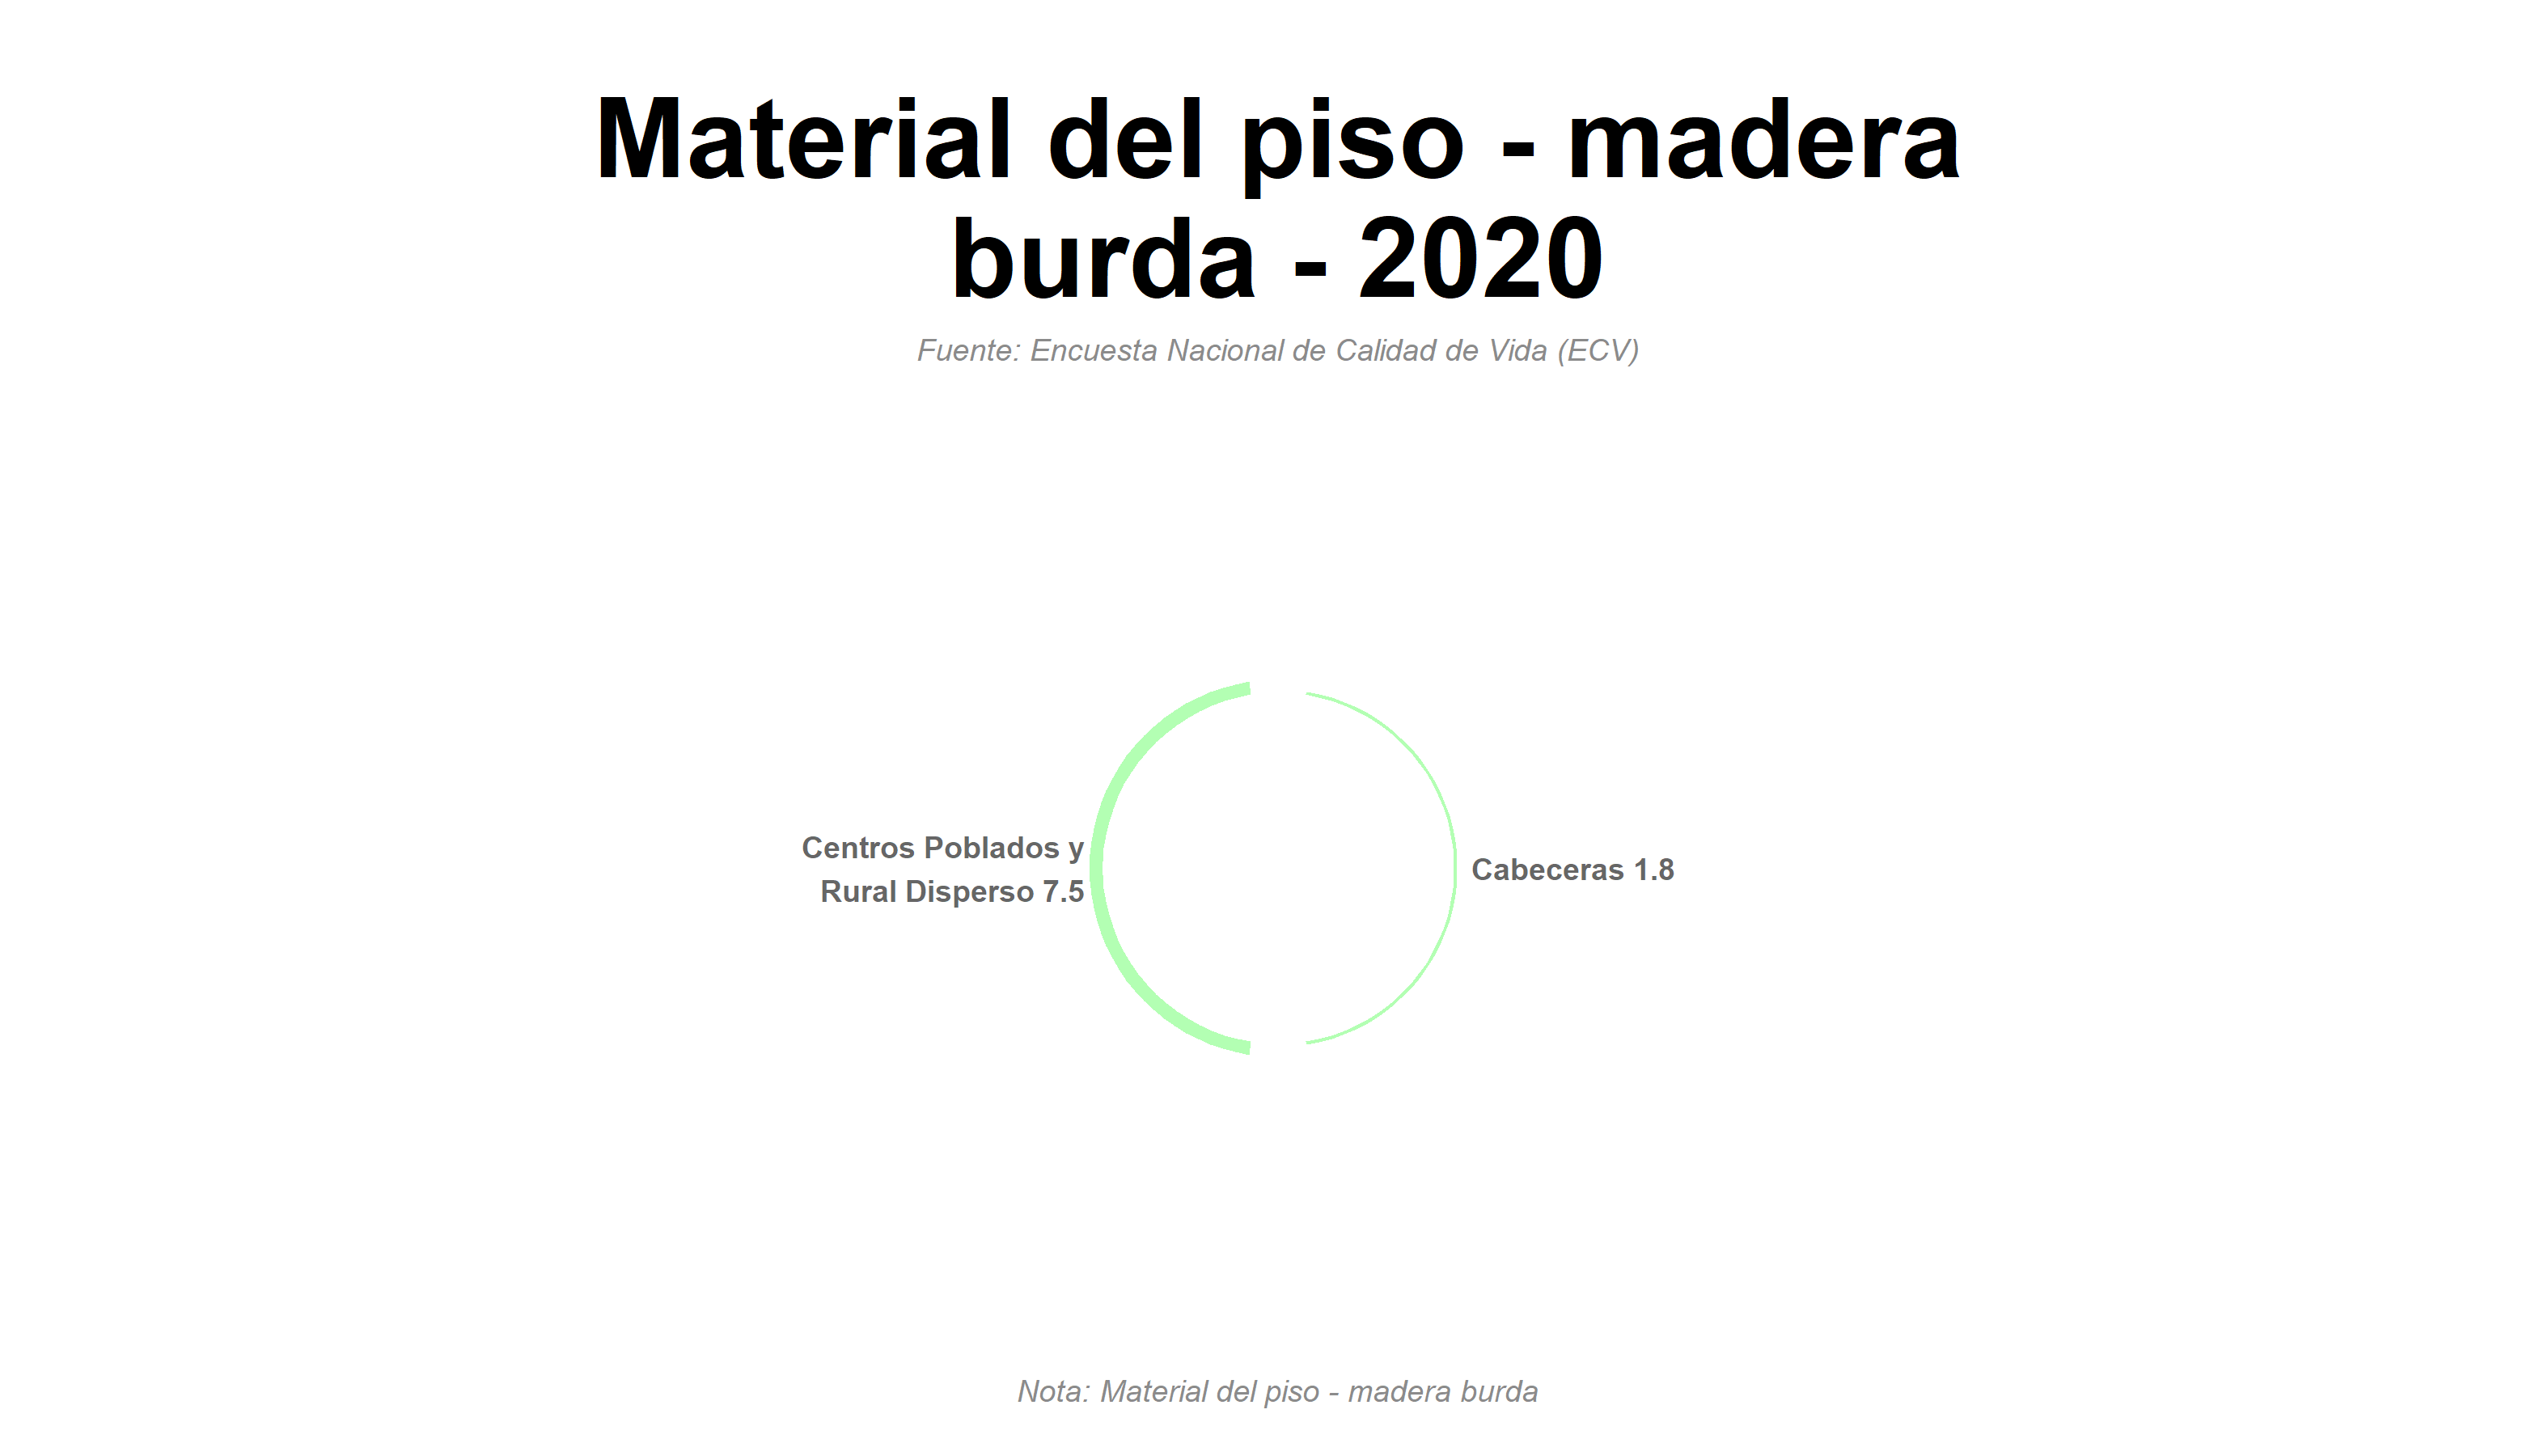 Material del piso - madera
burda - 2020
Fuente: Encuesta Nacional de Calidad de Vida (ECV)
Centros Poblados y
Rural Disperso 7.5
Cabeceras 1.8
Nota: Material del piso - madera burda